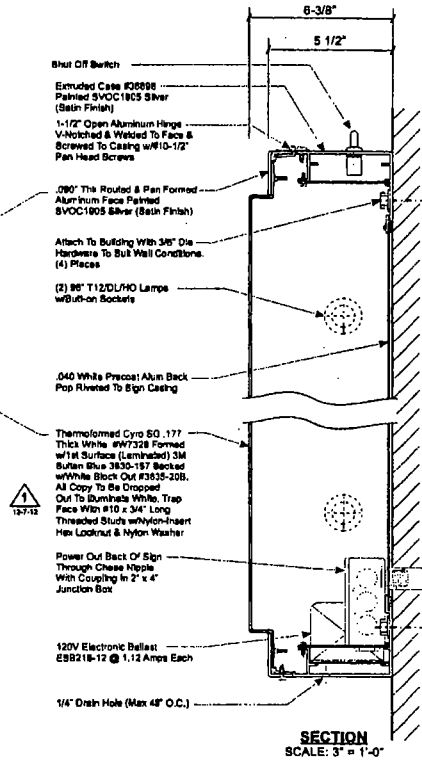 6-3/8"
5 1/2"
Shut Off Switch
Extruded Case #36898
Painted SVOC1905 Silver
(Satin Finish)
1-1/2" Open Aluminum Hinge
V-Notched & Welded To Face &
Screwed To Casing w/#10-1/2"
Pan Head Screws
.090" Thk Routed & Pan Formed
Aluminum Face Painted
SVOC1905 Silver (Satin Finish)
Attach To Building With 3/8" Dia
Hardware To Suit Wall Conditions.
(4) Places
(2) 96" T12/DL/HO Lamps
w/Butt-on Sockets
.040 White Precoat Alum Back
Pop Riveted To Sign Casing
Thermoformed Cyro SG .177
Thick White #W7328 Formed
w/1st Surface (Laminated) 3M
Sultan Blue 3630-157 Backed
w/White Block Out #3635-20B.
All Copy To Be Dropped
Out To Illuminate White. Trap
Face With #10 x 3/4" Long
Threaded Studs w/Nylon-Insert
Hex Locknut & Nylon Washer
1
12-7-12
Power Out Back Of Sign
Through Chase Nipple
With Coupling In 2" x 4"
Junction Box
120V Electronic Ballast
ESB216-12 @ 1.12 Amps Each
1/4" Drain Hole (Max 48" O.C.)
SECTION
SCALE: 3" = 1'-0"